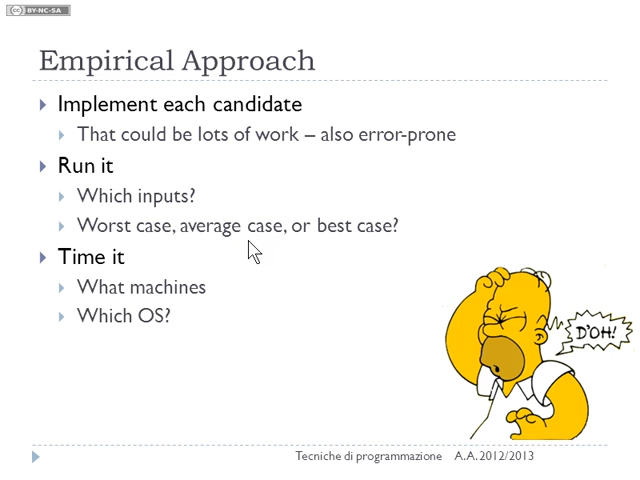 BY-NC-SA
Empirical Approach
Implement each candidate
That could be lots of work – also error-prone
Run it
Which inputs?
Worst case, average case, or best case?
Time it
What machines
Which OS?
D'OH!
Tecniche di programmazione A.A. 2012/2013